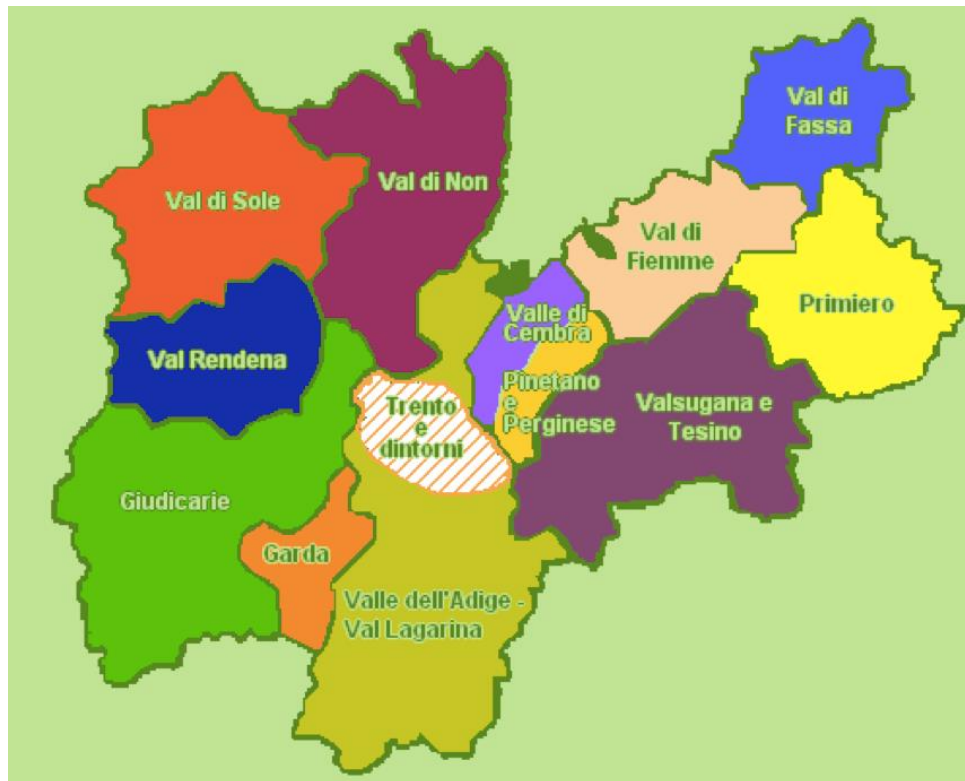 Val di
Fassa
Val di Sole
Val di Non
Val di
Fiemme
Primiero
Valle di
Cembra
Val Rendena
Pinetano
e
Perginese
Trento
e
dintorni
Valsugana e
Tesino
Giudicarie
Garda
Valle dell'Adige -
Val Lagarina